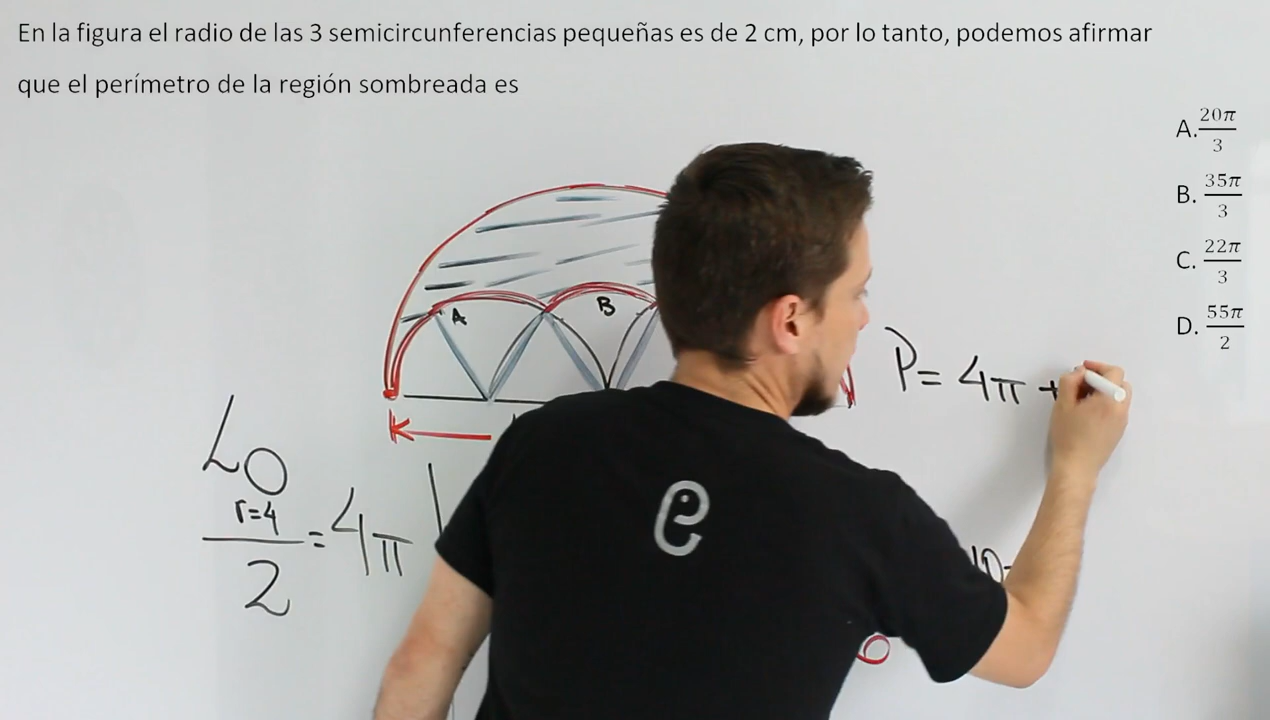 En la figura el radio de las 3 semicircunferencias pequeñas es de 2 cm, por lo tanto, podemos afirmar
que el perímetro de la región sombreada es
A. 20π/3
B. 35π/3
C. 22π/3
D. 55π/2
A
B
P= 4π +
L○
r=4
2
=4π
e